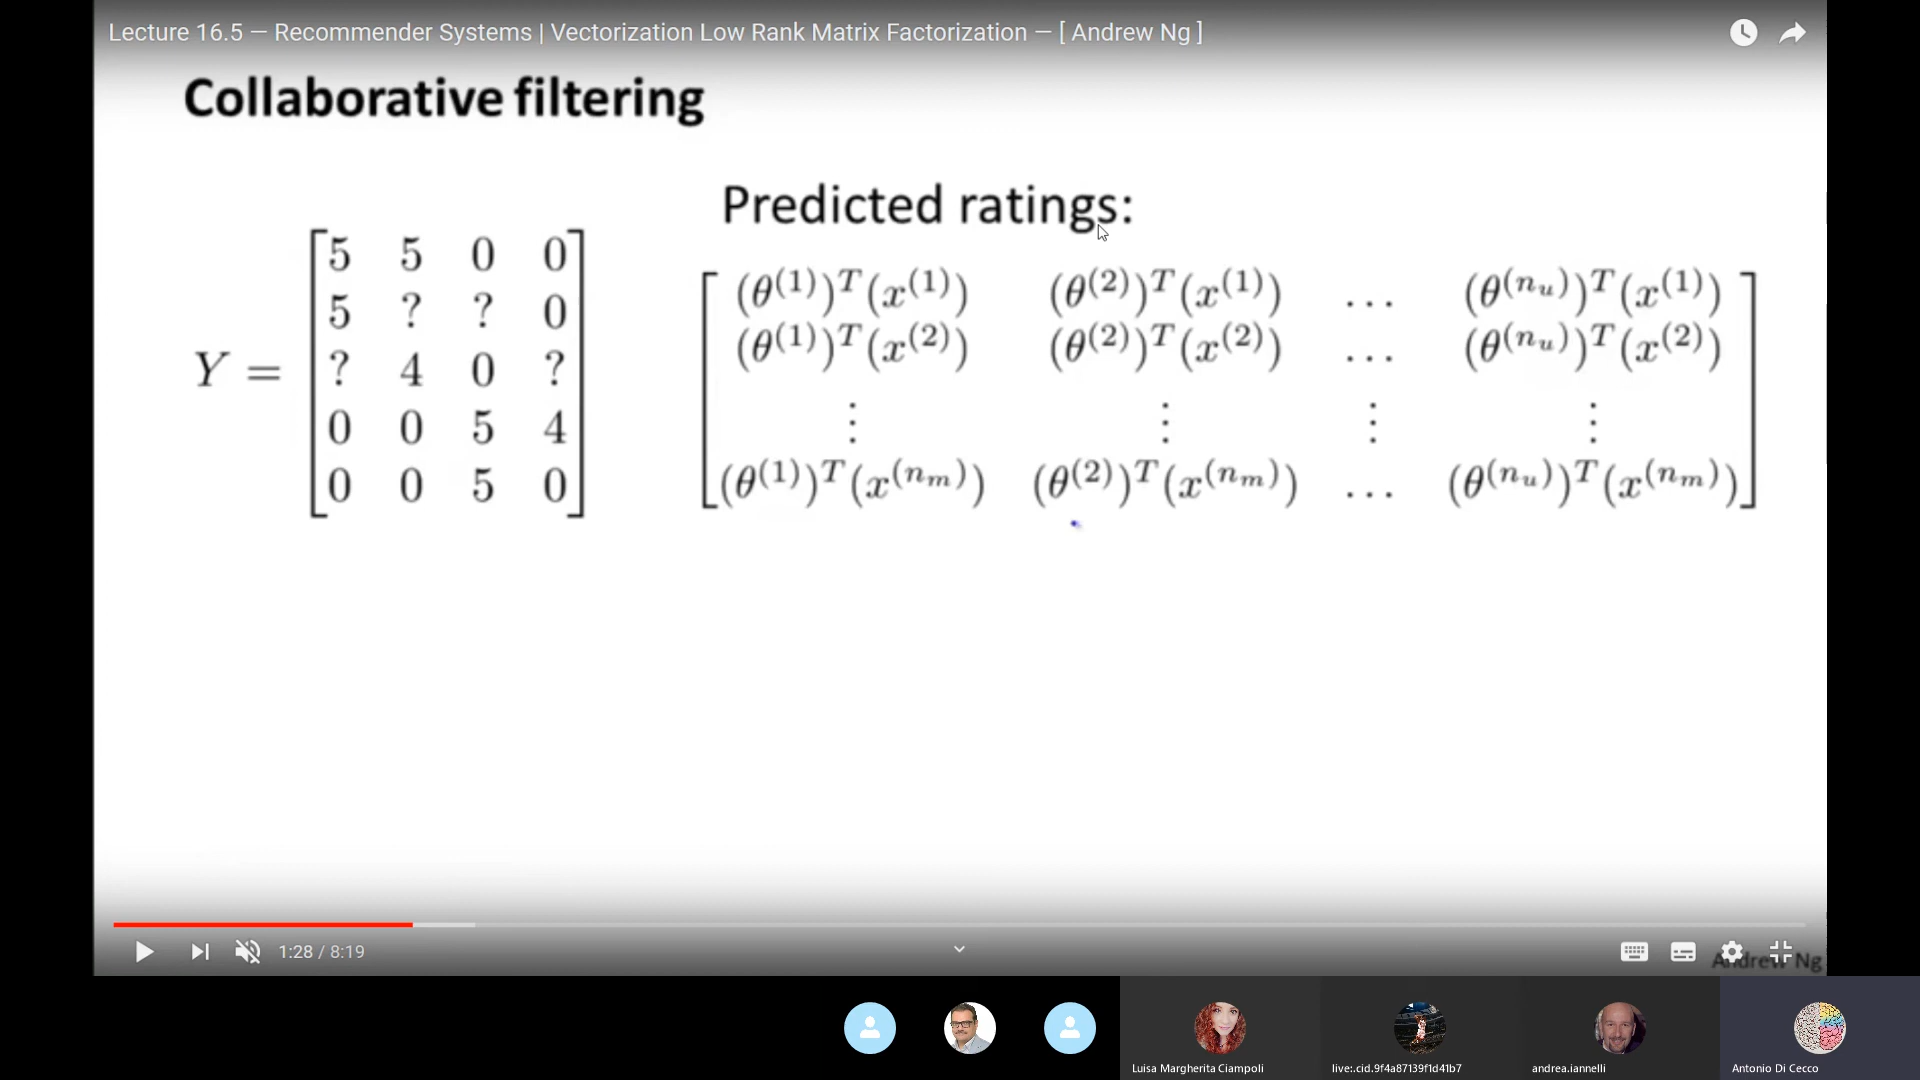 Lecture 16.5 — Recommender Systems | Vectorization Low Rank Matrix Factorization — [ Andrew Ng ]
Collaborative filtering
Predicted ratings:
Y =
5 5 0 0
5 ? ? 0
? 4 0 ?
0 0 5 4
0 0 5 0
(θ^(1))^T(x^(1)) (θ^(2))^T(x^(1)) ... (θ^(n_u))^T(x^(1))
(θ^(1))^T(x^(2)) (θ^(2))^T(x^(2)) ... (θ^(n_u))^T(x^(2))
⋮ ⋮ ⋮ ⋮
(θ^(1))^T(x^(n_m)) (θ^(2))^T(x^(n_m)) ... (θ^(n_u))^T(x^(n_m))
1:28 / 8:19
Andrew Ng
Luisa Margherita Ciampoli
live:.cid.9f4a87139f1d41b7
andrea.iannelli
Antonio Di Cecco